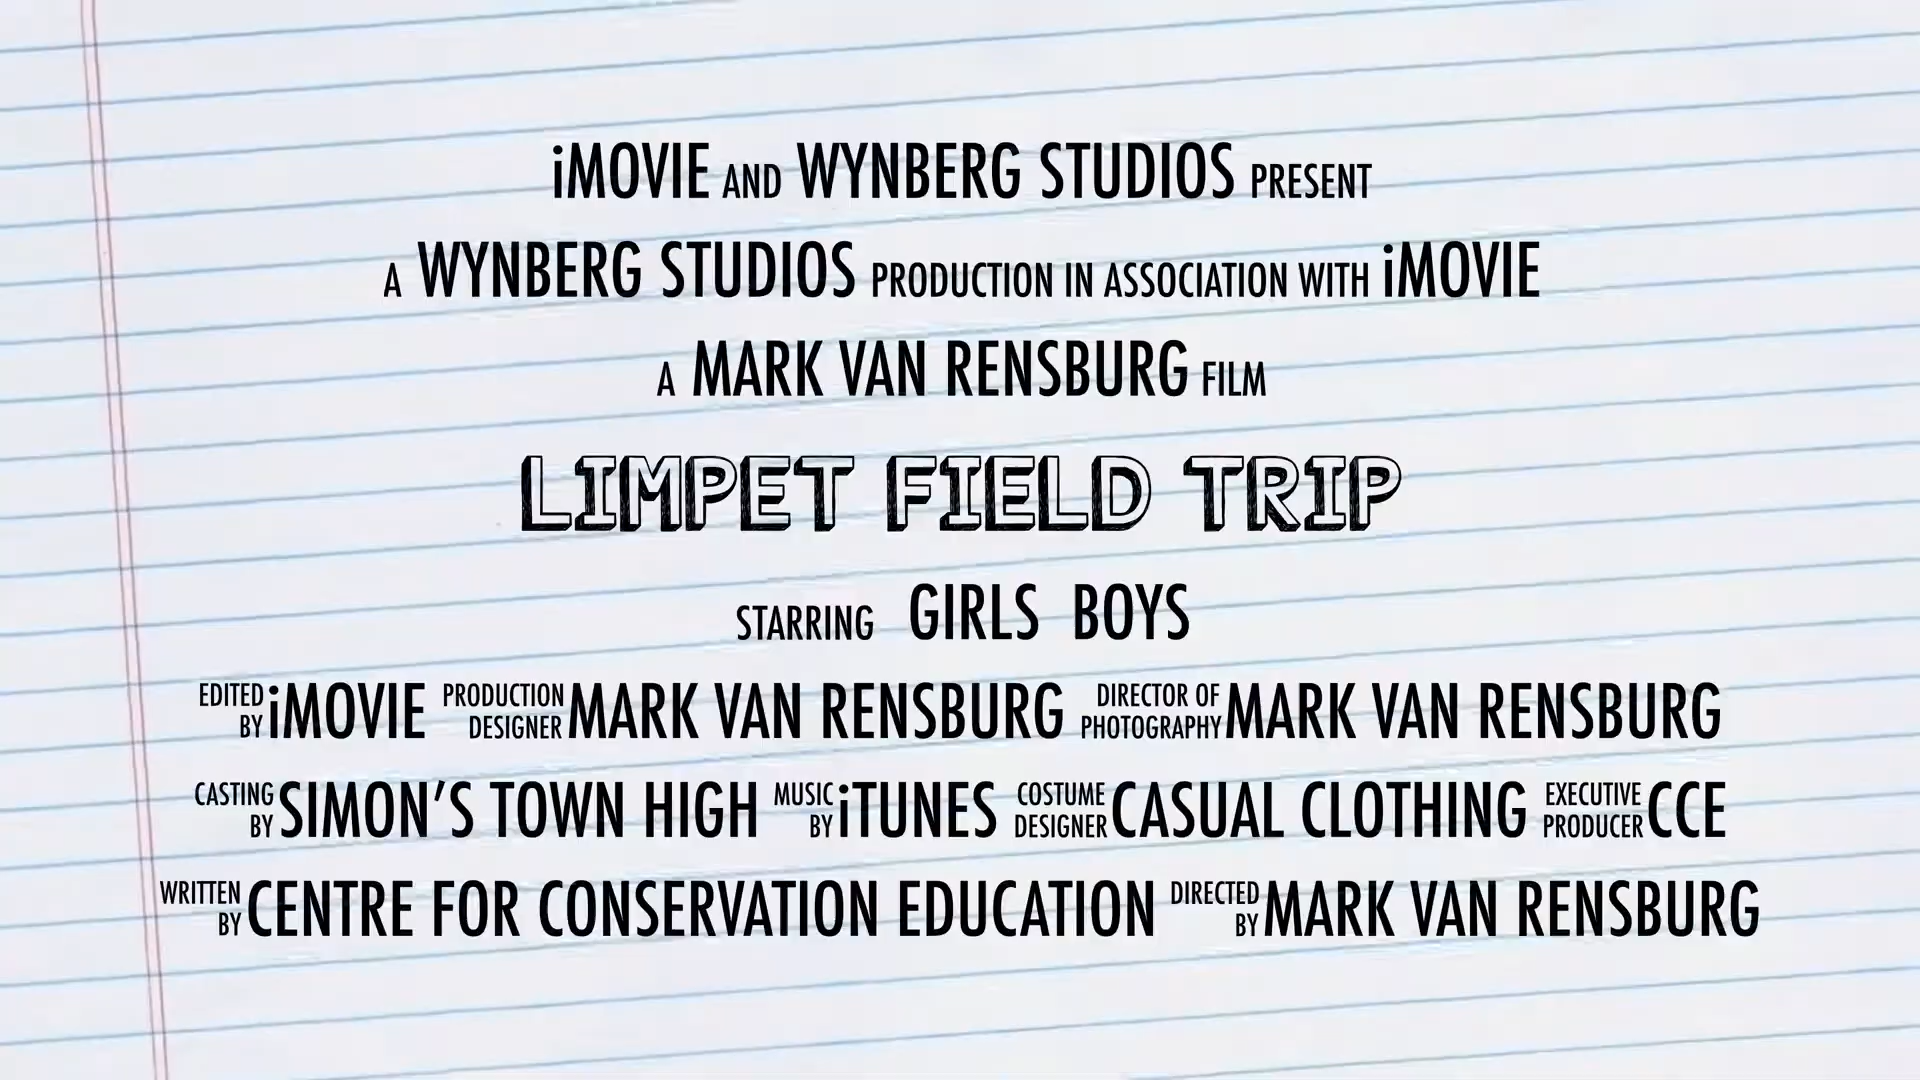 iMOVIE AND WYNBERG STUDIOS PRESENT
A WYNBERG STUDIOS PRODUCTION IN ASSOCIATION WITH iMOVIE
A MARK VAN RENSBURG FILM
LIMPET FIELD TRIP
STARRING GIRLS BOYS
EDITED BY iMOVIE PRODUCTION DESIGNER MARK VAN RENSBURG DIRECTOR OF PHOTOGRAPHY MARK VAN RENSBURG
CASTING BY SIMON’S TOWN HIGH MUSIC BY iTUNES COSTUME DESIGNER CASUAL CLOTHING EXECUTIVE PRODUCER CCE
WRITTEN BY CENTRE FOR CONSERVATION EDUCATION DIRECTED BY MARK VAN RENSBURG